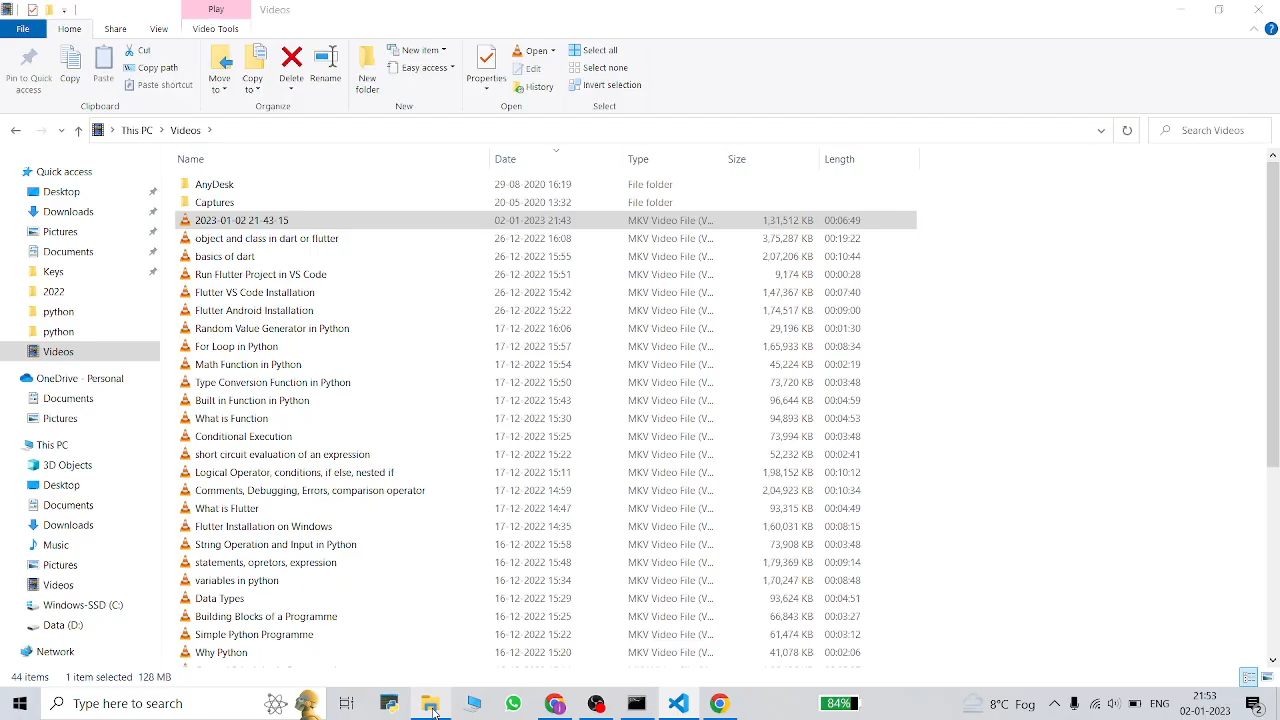 Play
Videos
File
Home
Share
View
Video Tools
Pin to Quick access
Copy
Paste
Cut
Copy path
Paste shortcut
Clipboard
Move to
Copy to
Delete
Rename
Organize
New folder
New item
Easy access
New
Properties
Open
Edit
History
Open
Select all
Select none
Invert selection
Select
This PC
Videos
Search Videos
Name Date Type Size Length
AnyDesk 29-08-2020 16:19 File folder
Captures 20-05-2020 13:32 File folder
2023-01-02 21-43-15 02-01-2023 21:43 MKV Video File (V... 1,31,512 KB 00:06:49
object and class in dart or flutter 26-12-2022 16:08 MKV Video File (V... 3,75,287 KB 00:19:22
basics of dart 26-12-2022 15:55 MKV Video File (V... 2,07,206 KB 00:10:44
Run Flutter Project in VS Code 26-12-2022 15:51 MKV Video File (V... 9,174 KB 00:00:28
Flutter VS Code Installation 26-12-2022 15:42 MKV Video File (V... 1,47,367 KB 00:07:40
Flutter Android Installation 26-12-2022 15:22 MKV Video File (V... 1,74,517 KB 00:09:00
Random Value Generator in Python 17-12-2022 16:06 MKV Video File (V... 29,196 KB 00:01:30
For Loop in Python 17-12-2022 15:57 MKV Video File (V... 1,65,933 KB 00:08:34
Math Function in Python 17-12-2022 15:54 MKV Video File (V... 45,224 KB 00:02:19
Type Conversion Function in Python 17-12-2022 15:50 MKV Video File (V... 73,720 KB 00:03:48
Built in Function in Python 17-12-2022 15:43 MKV Video File (V... 96,644 KB 00:04:59
What is Function 17-12-2022 15:30 MKV Video File (V... 94,893 KB 00:04:53
Conditional Execution 17-12-2022 15:25 MKV Video File (V... 73,994 KB 00:03:48
short circuit evaluation of an expression 17-12-2022 15:22 MKV Video File (V... 52,232 KB 00:02:41
Logical Operator, conditions, if else, nested if 17-12-2022 15:11 MKV Video File (V... 1,98,152 KB 00:10:12
Comments, Debugging, Errors, comparison operator 17-12-2022 14:59 MKV Video File (V... 2,04,923 KB 00:10:34
What is Flutter 17-12-2022 14:47 MKV Video File (V... 93,315 KB 00:04:49
Flutter Installation on Windows 17-12-2022 14:35 MKV Video File (V... 1,60,031 KB 00:08:15
String Operation and Input in Python 16-12-2022 15:58 MKV Video File (V... 73,908 KB 00:03:48
statements, opretors, expression 16-12-2022 15:48 MKV Video File (V... 1,79,369 KB 00:09:14
variables in python 16-12-2022 15:34 MKV Video File (V... 1,70,247 KB 00:08:48
Data Types 16-12-2022 15:29 MKV Video File (V... 93,624 KB 00:04:51
Building Blocks of a Programme 16-12-2022 15:25 MKV Video File (V... 66,843 KB 00:03:27
Simple Python Programme 16-12-2022 15:22 MKV Video File (V... 61,474 KB 00:03:12
Why Python 16-12-2022 15:20 MKV Video File (V... 41,078 KB 00:02:06
Quick access
Desktop
Downloads
Pictures
Documents
Keys
2022
python
python
Videos
OneDrive - Personal
Documents
Pictures
This PC
3D Objects
Desktop
Documents
Downloads
Music
Pictures
Videos
Windows-SSD (C:)
Data (D:)
Network
44 items 1 item selected 128 MB
Type here to search
84%
8°C Fog
ENG
21:53
02-01-2023
2